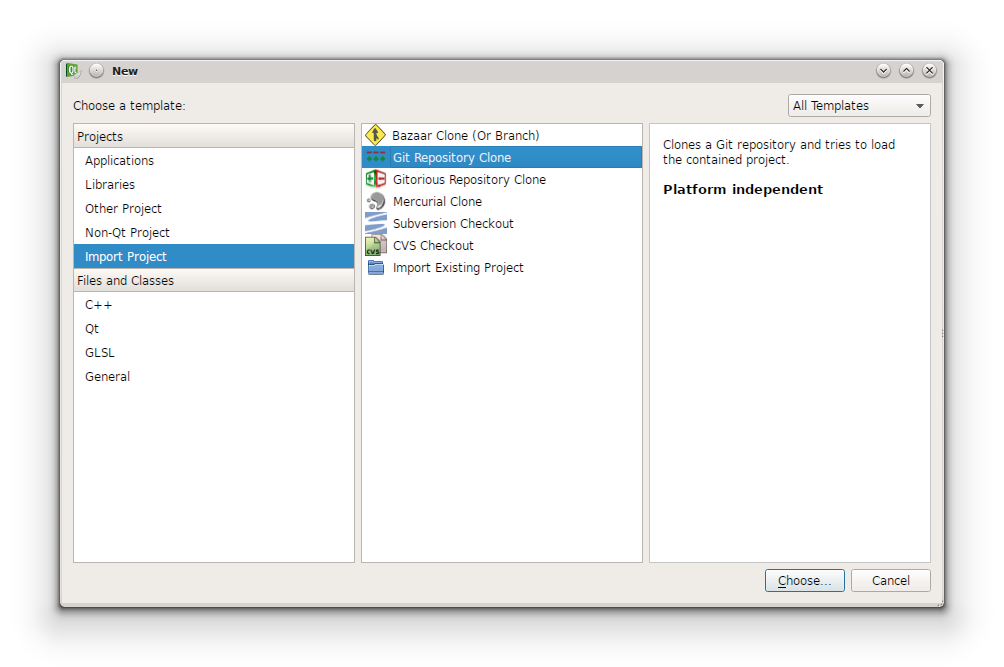 New
Choose a template:
All Templates
Projects
Applications
Libraries
Other Project
Non-Qt Project
Import Project
Files and Classes
C++
Qt
GLSL
General
Bazaar Clone (Or Branch)
Git Repository Clone
Gitorious Repository Clone
Mercurial Clone
Subversion Checkout
CVS Checkout
Import Existing Project
Clones a Git repository and tries to load
the contained project.
Platform independent
Choose...
Cancel